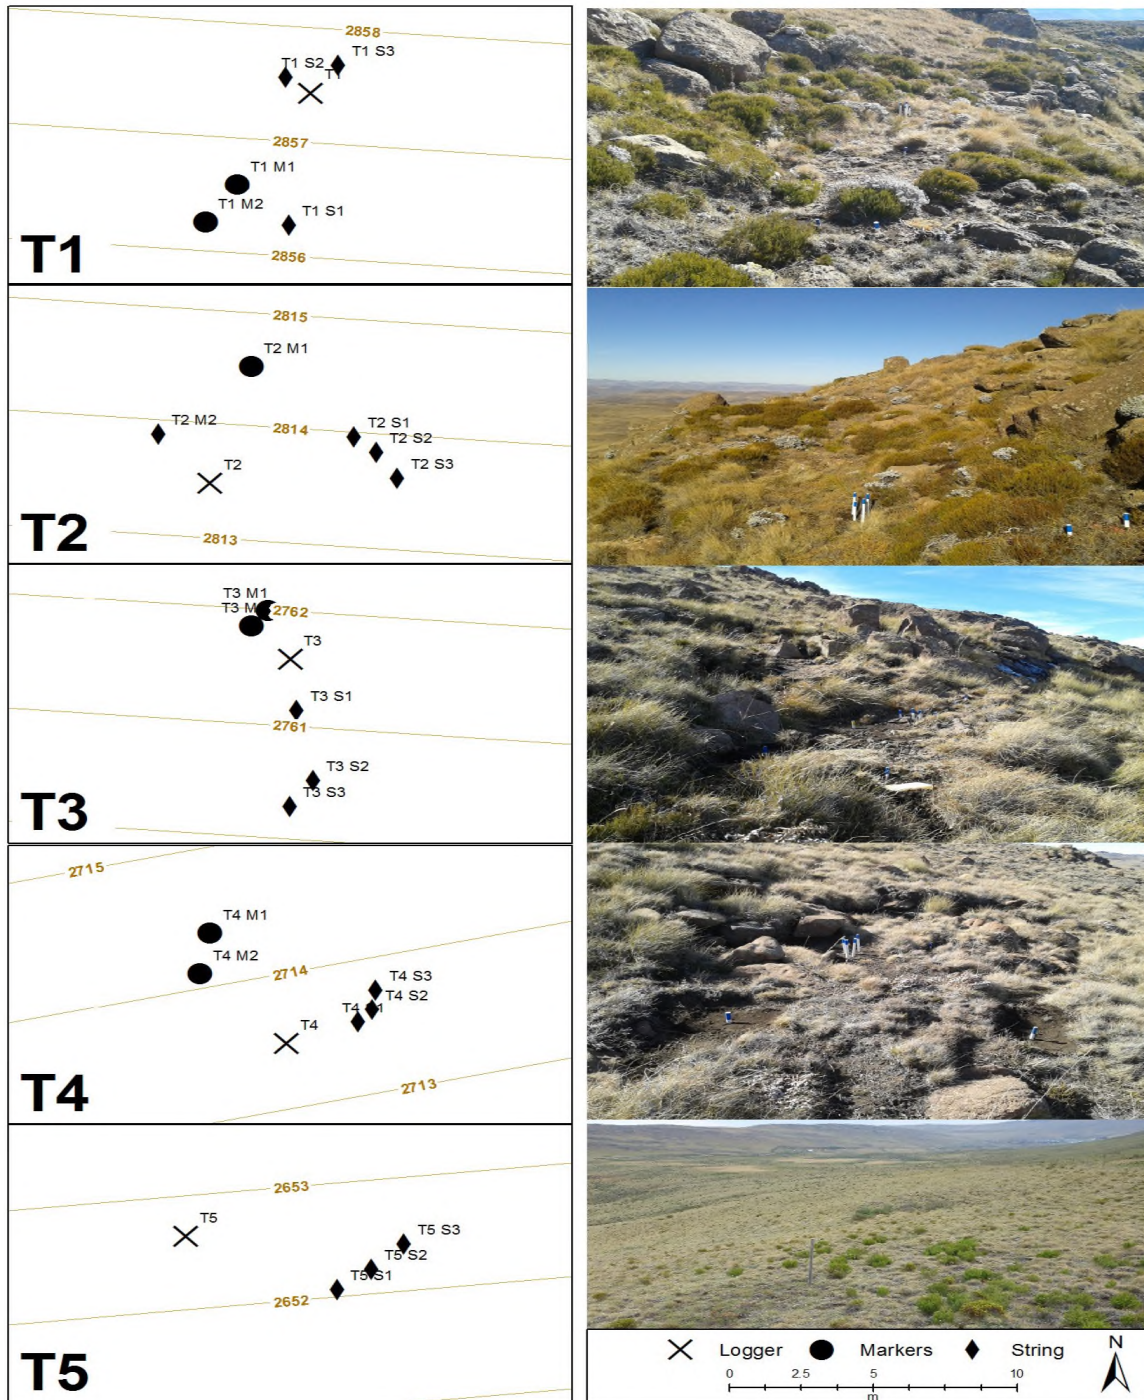 2858
T1 S3
T1 S2
T1
2857
T1 M1
T1 M2
T1 S1
2856
T1
2815
T2 M1
T2 M2
2814
T2 S1
T2 S2
T2
T2 S3
2813
T2
T3 M1
2762
T3
T3 S1
2761
T3 S2
T3 S3
T3
2715
T4 M1
T4 M2
2714
T4 S3
T4 S2
T4
2713
T4
2653
T5
T5 S3
T5 S2
T5 S1
2652
T5
Logger Markers String
N
0 2.5 5 10
m